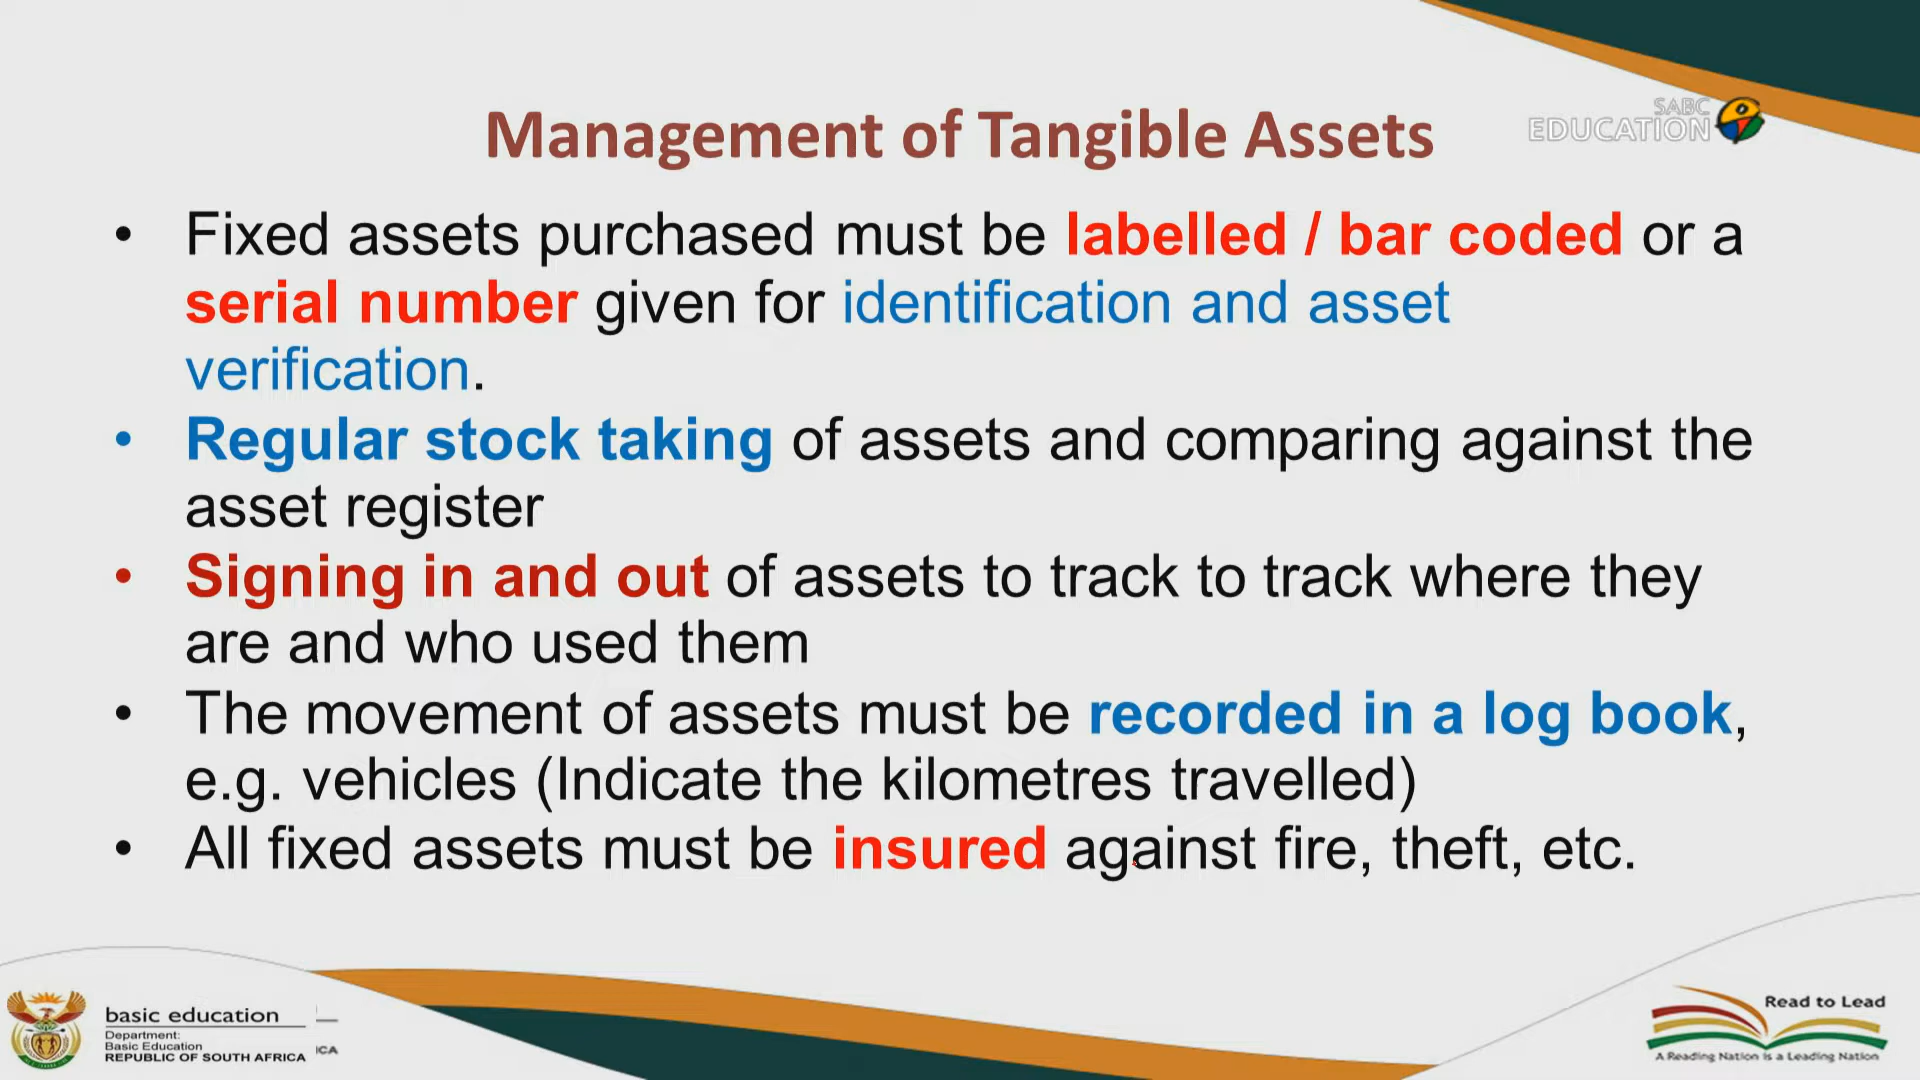 SABC
EDUCATION
Management of Tangible Assets
• Fixed assets purchased must be labelled / bar coded or a
serial number given for identification and asset
verification.
• Regular stock taking of assets and comparing against the
asset register
• Signing in and out of assets to track to track where they
are and who used them
• The movement of assets must be recorded in a log book,
e.g. vehicles (Indicate the kilometres travelled)
• All fixed assets must be insured against fire, theft, etc.
basic education
Department:
Basic Education
REPUBLIC OF SOUTH AFRICA
ICA
Read to Lead
A Reading Nation is a Leading Nation